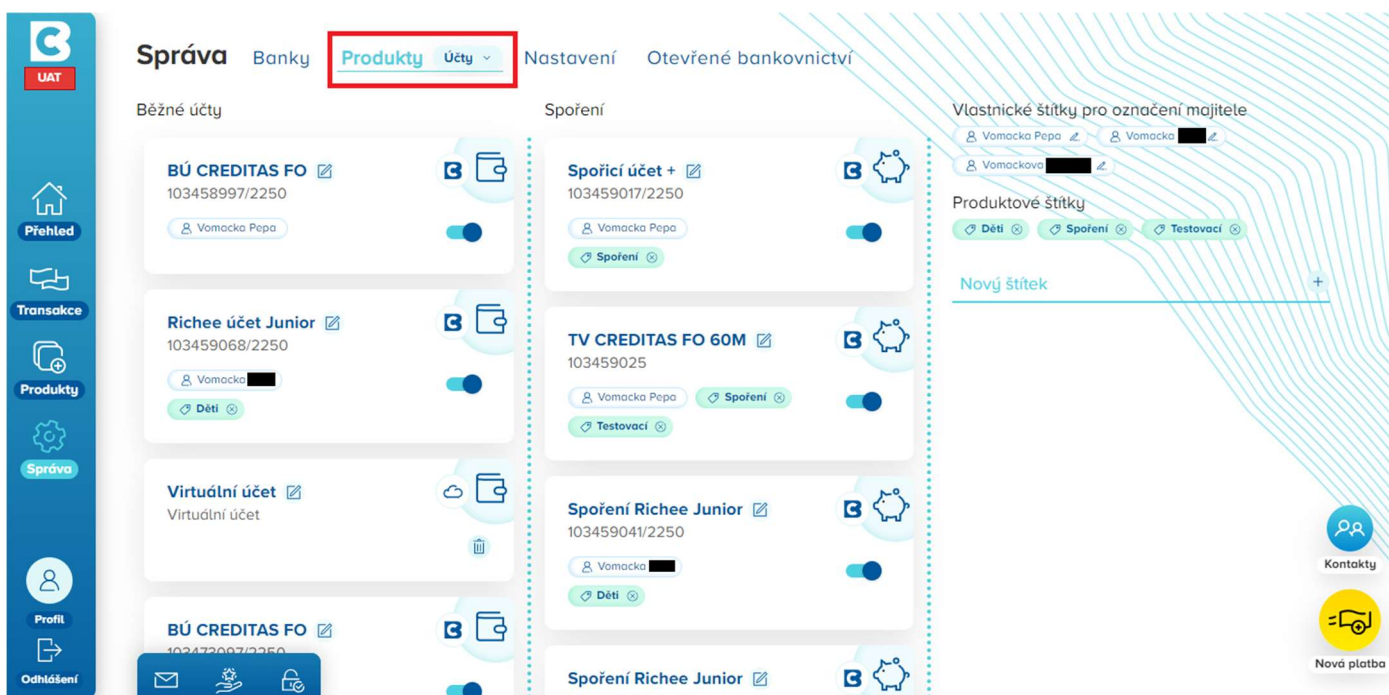 UAT
Přehled
Transakce
Produkty
Správa
Profil
Odhlášení
Správa Banky Produkty Účty Nastavení Otevřené bankovnictví
Běžné účty
BÚ CREDITAS FO
103458997/2250
Vomacka Pepa
Richee účet Junior
103459068/2250
Vomacka
Děti
Virtuální účet
Virtuální účet
BÚ CREDITAS FO
103473097/2250
Spoření
Spořicí účet +
103459017/2250
Vomacka Pepa
Spoření
TV CREDITAS FO 60M
103459025
Vomacka Pepa Spoření
Testovací
Spoření Richee Junior
103459041/2250
Vomacka
Děti
Spoření Richee Junior
Vlastnické štítky pro označení majitele
Vomacka Pepa Vomacka
Vomackova
Produktové štítky
Děti Spoření Testovací
Nový štítek
Kontakty
Nová platba